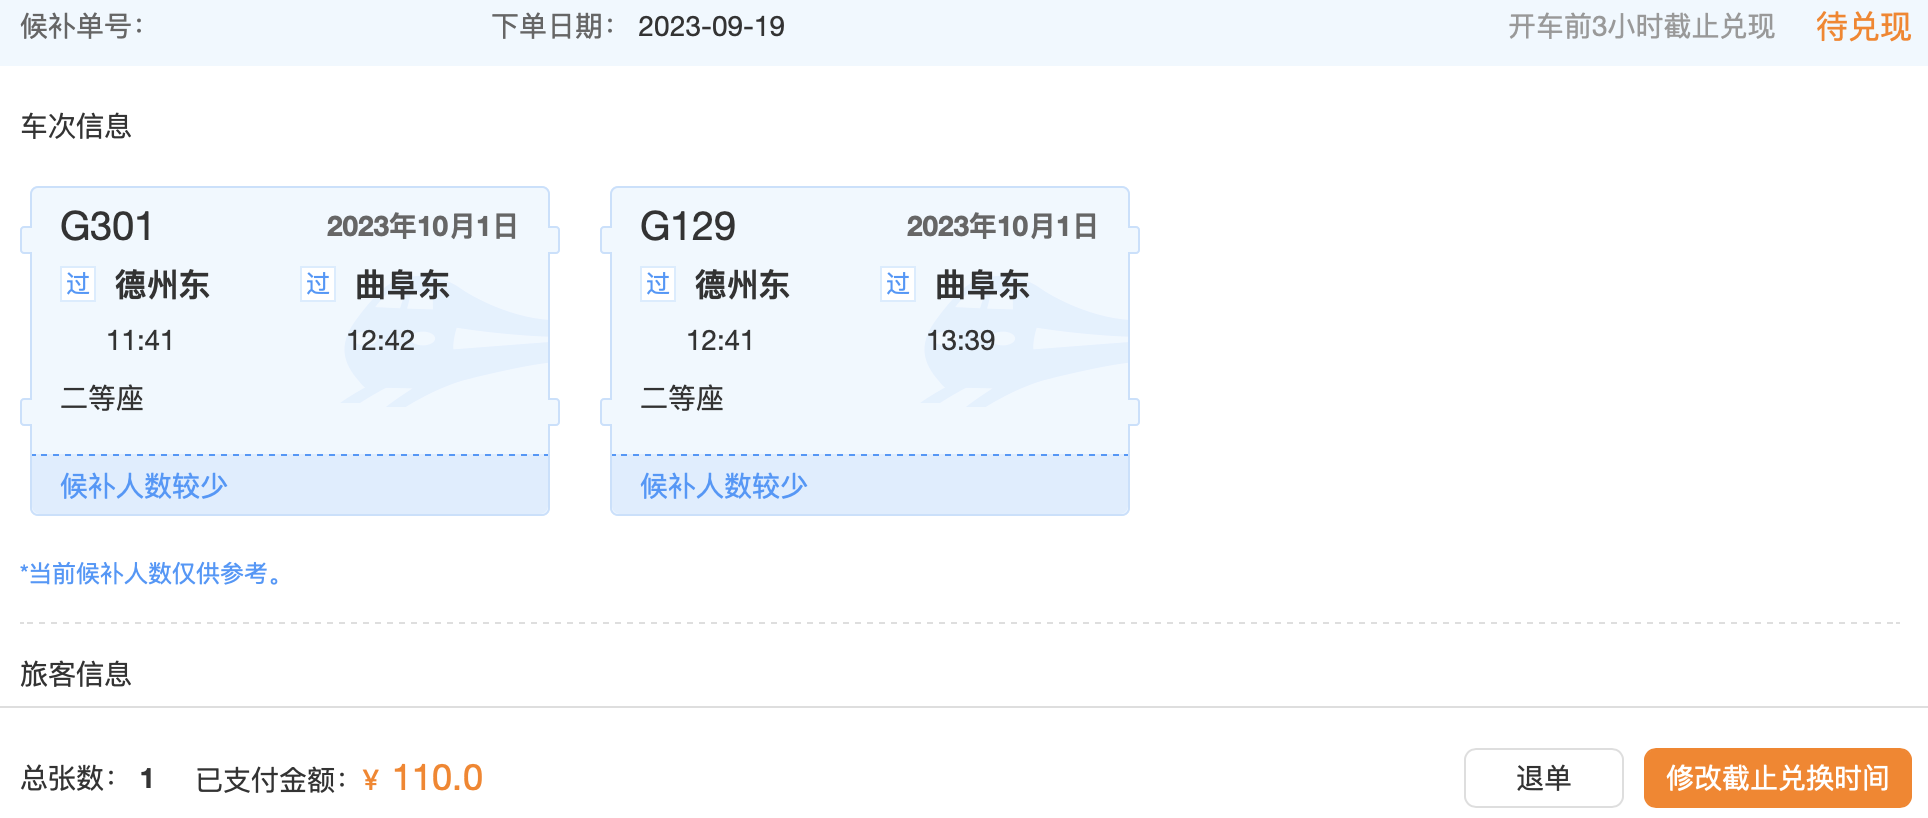 候补单号： 下单日期： 2023-09-19 开车前3小时截止兑现 待兑现
车次信息
G301 2023年10月1日
过 德州东 过 曲阜东
11:41 12:42
二等座
候补人数较少
G129 2023年10月1日
过 德州东 过 曲阜东
12:41 13:39
二等座
候补人数较少
*当前候补人数仅供参考。
旅客信息
总张数： 1 已支付金额：¥ 110.0 退单 修改截止兑换时间